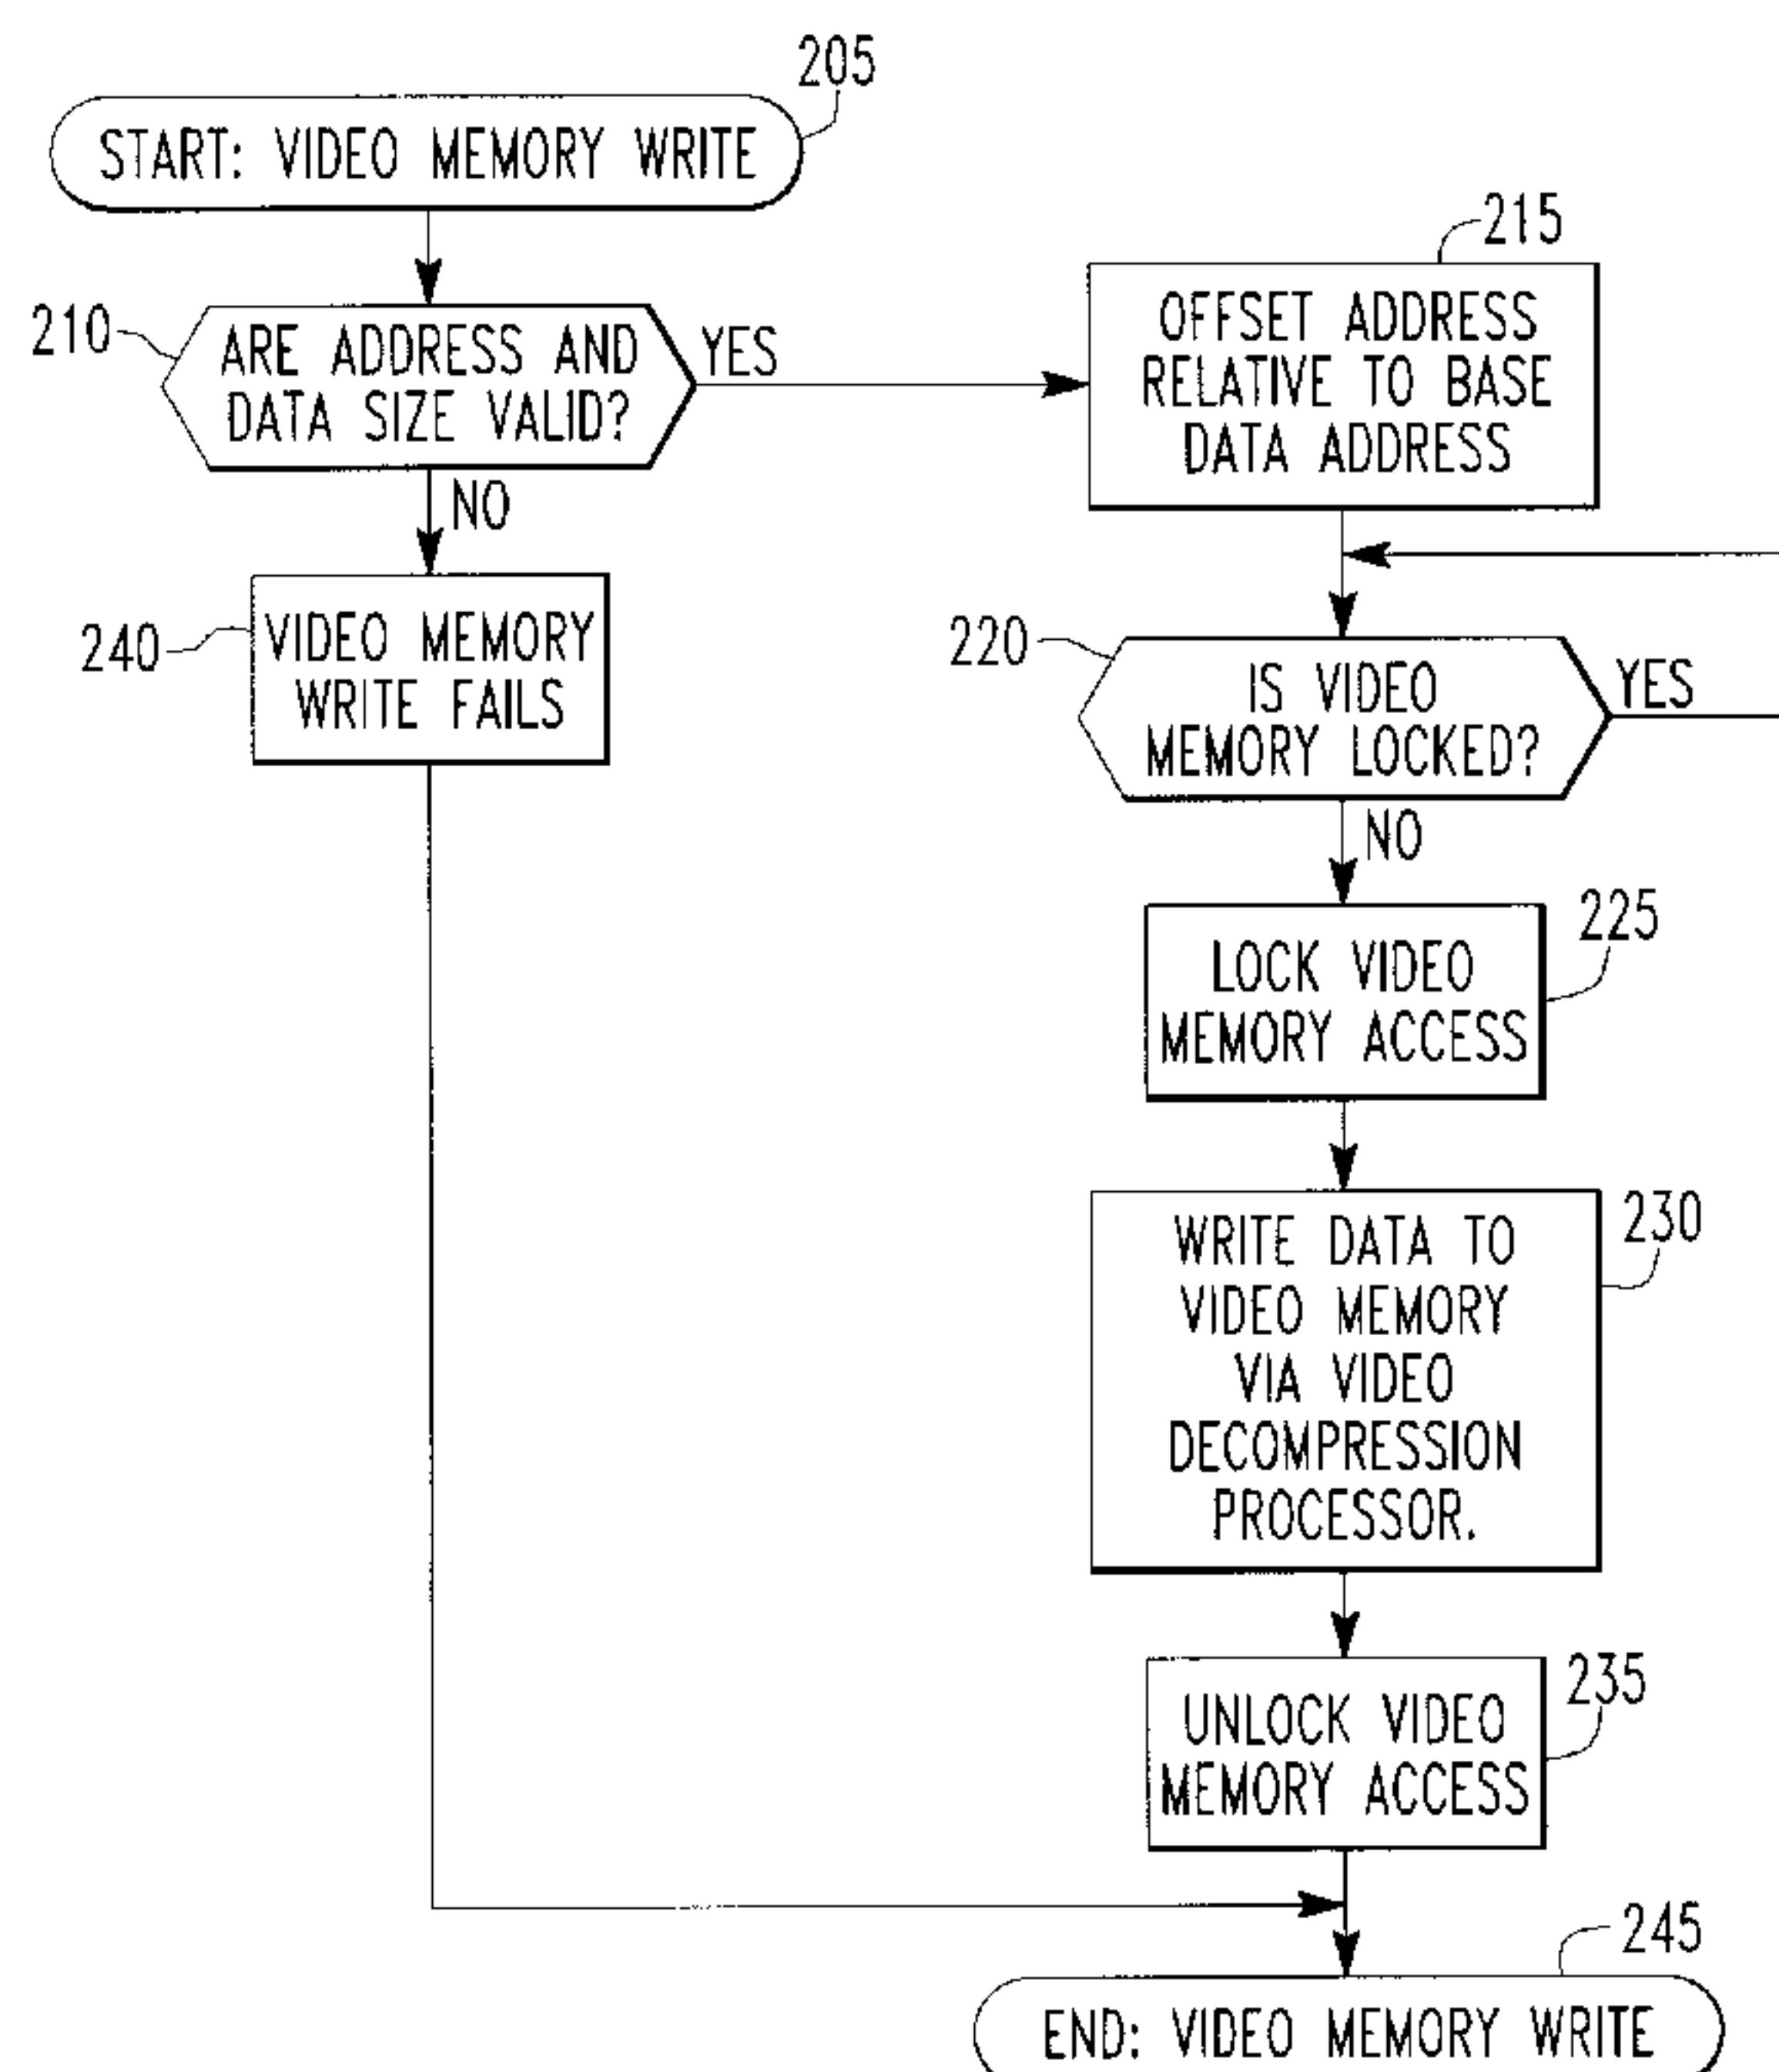 205
START: VIDEO MEMORY WRITE
210
ARE ADDRESS AND
DATA SIZE VALID?
YES
NO
215
OFFSET ADDRESS
RELATIVE TO BASE
DATA ADDRESS
240
VIDEO MEMORY
WRITE FAILS
220
IS VIDEO
MEMORY LOCKED?
YES
NO
225
LOCK VIDEO
MEMORY ACCESS
230
WRITE DATA TO
VIDEO MEMORY
VIA VIDEO
DECOMPRESSION
PROCESSOR.
235
UNLOCK VIDEO
MEMORY ACCESS
245
END: VIDEO MEMORY WRITE